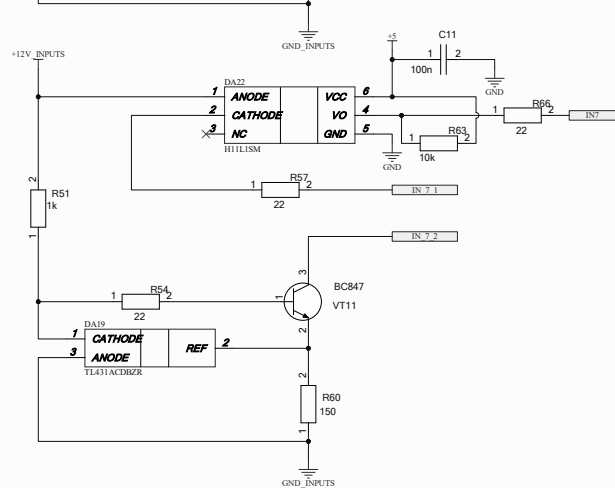 GND_INPUTS
+12V_INPUTS
+5
C11
1 2
100n
GND
DA22
1 ANODE VCC 6
2 CATHODE VO 4
3 NC GND 5
H11L1SM
GND
R63
1 2
10k
R66
1 2
22
IN7
R57
1 2
22
IN_7_1
IN_7_2
2
R51
1k
1
R54
1 2
22
3
1
2
BC847
VT11
DA19
1 CATHODE REF 2
3 ANODE
TL431ACDBZR
2
R60
150
1
GND_INPUTS